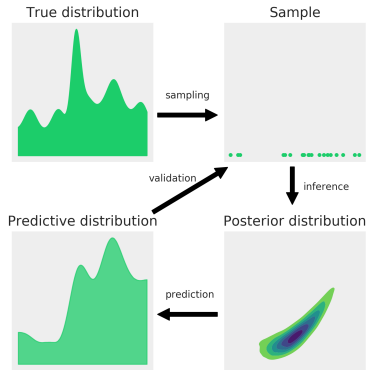 True distribution
Sample
sampling
validation
inference
Predictive distribution
Posterior distribution
prediction